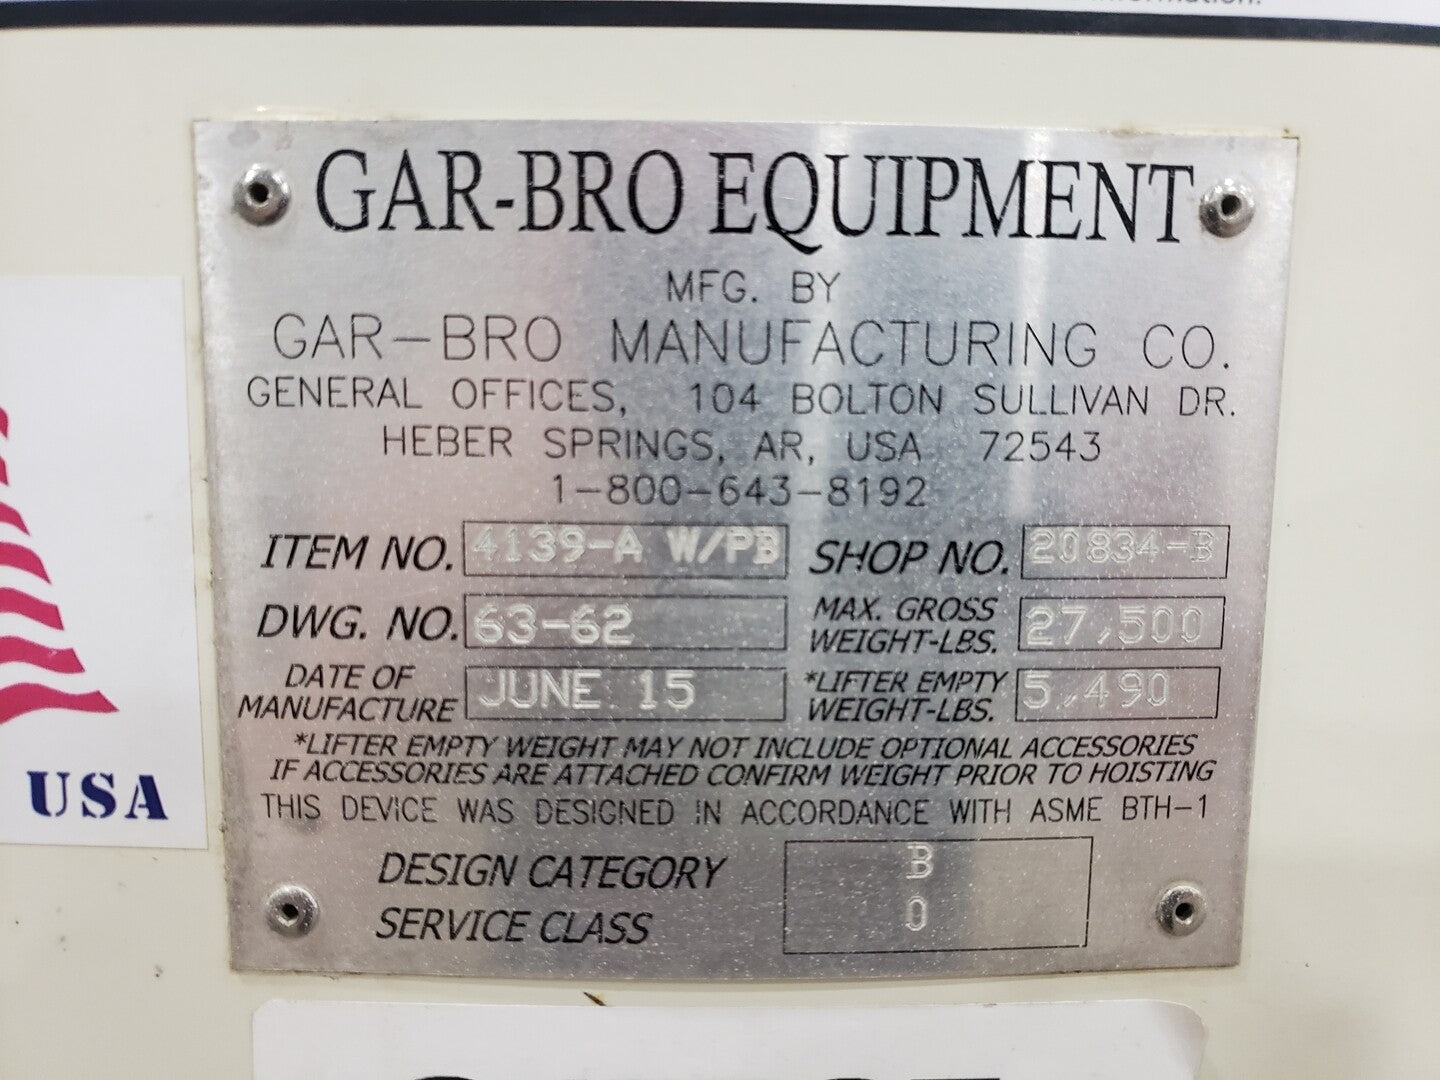 information.
GAR-BRO EQUIPMENT
MFG. BY
GAR-BRO MANUFACTURING CO.
GENERAL OFFICES, 104 BOLTON SULLIVAN DR.
HEBER SPRINGS, AR, USA 72543
1-800-643-8192
ITEM NO. 4139-A W/PB SHOP NO. 20834-B
DWG. NO. 63-62 MAX. GROSS WEIGHT-LBS. 27,500
DATE OF MANUFACTURE JUNE 15 *LIFTER EMPTY WEIGHT-LBS. 5,490
*LIFTER EMPTY WEIGHT MAY NOT INCLUDE OPTIONAL ACCESSORIES
IF ACCESSORIES ARE ATTACHED CONFIRM WEIGHT PRIOR TO HOISTING
THIS DEVICE WAS DESIGNED IN ACCORDANCE WITH ASME BTH-1
DESIGN CATEGORY B
SERVICE CLASS 0
USA